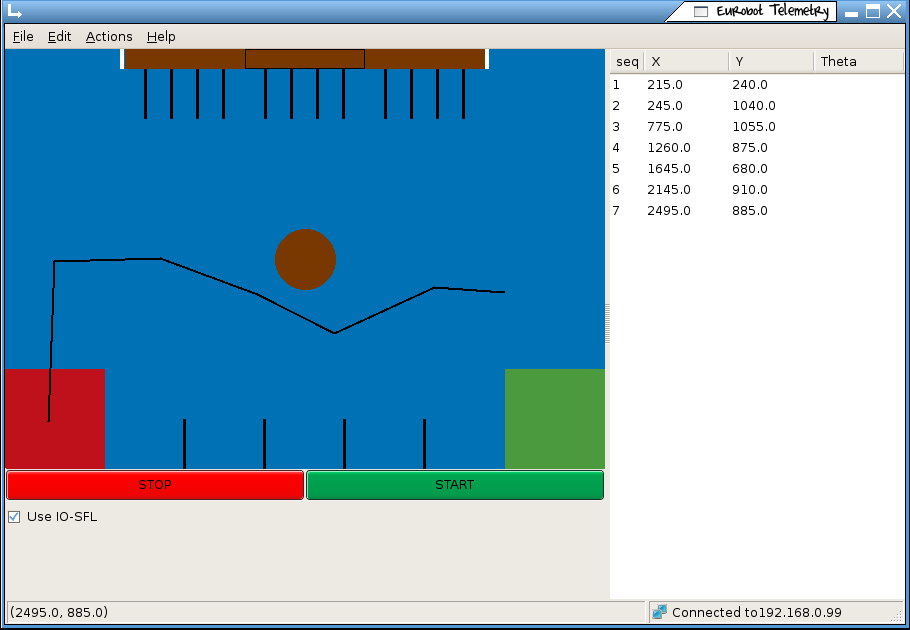 Eurobot Telemetry
File Edit Actions Help
seq X Y Theta
1 215.0 240.0
2 245.0 1040.0
3 775.0 1055.0
4 1260.0 875.0
5 1645.0 680.0
6 2145.0 910.0
7 2495.0 885.0
STOP START
Use IO-SFL
(2495.0, 885.0) Connected to192.168.0.99